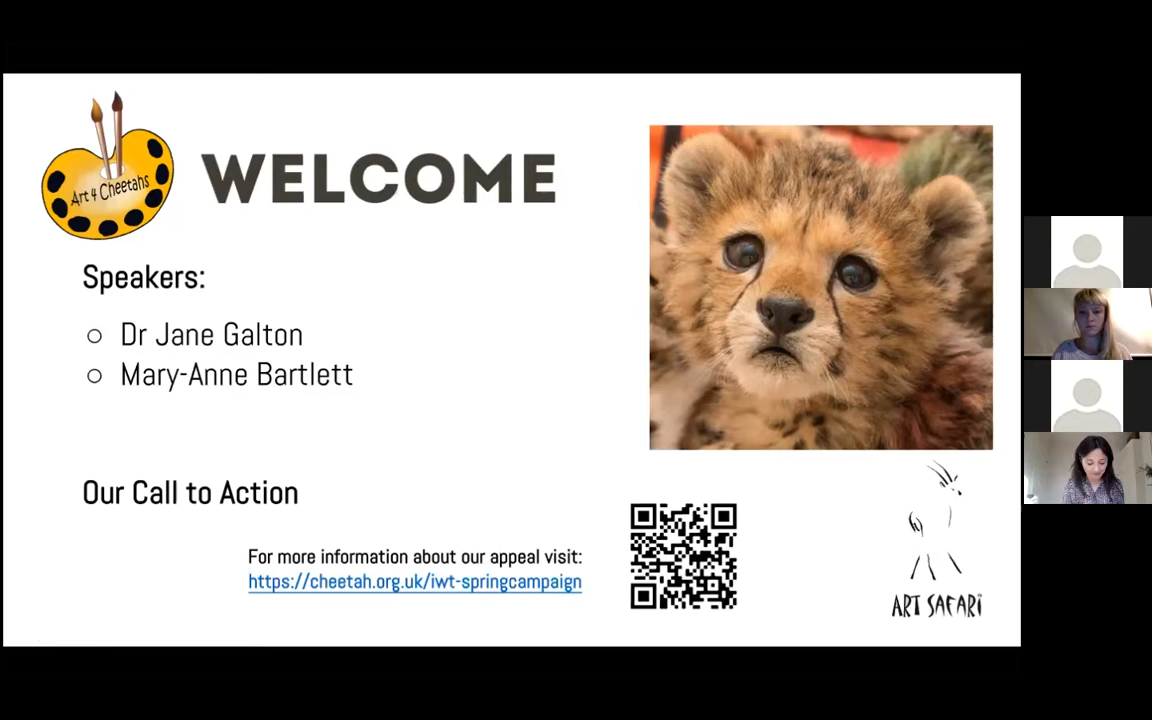 Art 4 Cheetahs
WELCOME
Speakers:
Dr Jane Galton
Mary-Anne Bartlett
Our Call to Action
For more information about our appeal visit:
https://cheetah.org.uk/iwt-springcampaign
ART SAFARI